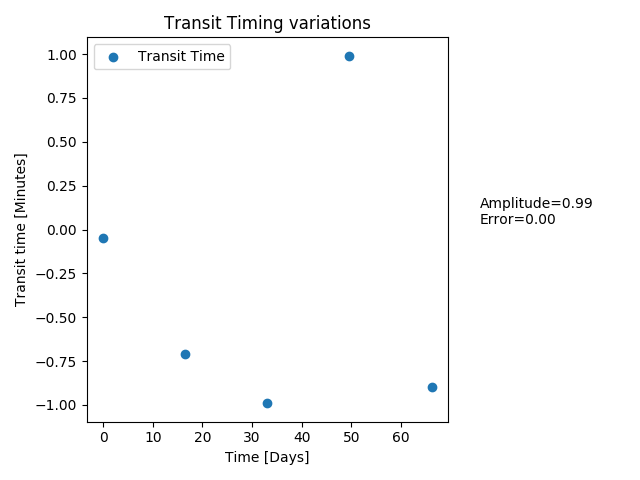 Transit Timing variations
Transit Time
1.00
0.75
0.50
0.25
0.00
−0.25
−0.50
−0.75
−1.00
Transit time [Minutes]
0 10 20 30 40 50 60
Time [Days]
Amplitude=0.99
Error=0.00